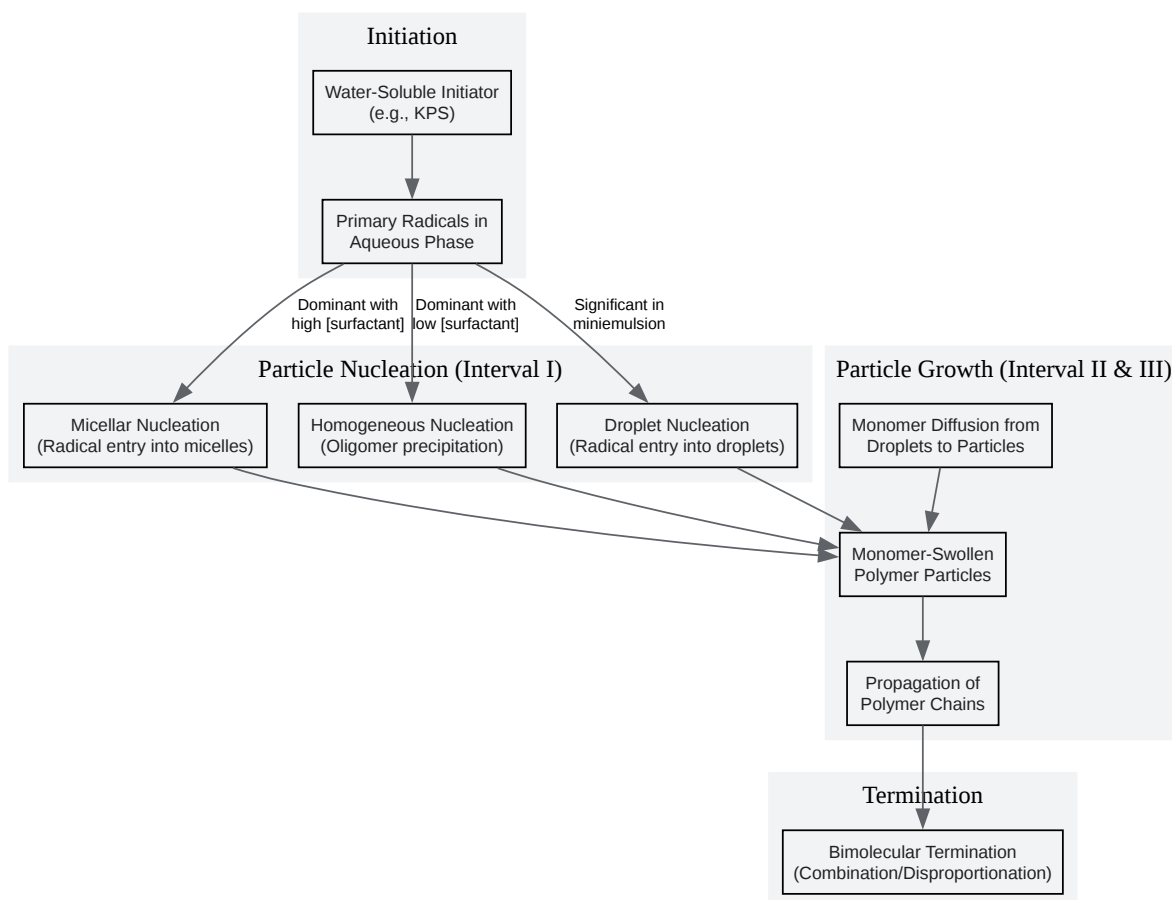 Initiation
Water-Soluble Initiator
(e.g., KPS)
Primary Radicals in
Aqueous Phase
Dominant with
high [surfactant]
Dominant with
low [surfactant]
Significant in
miniemulsion
Particle Nucleation (Interval I)
Micellar Nucleation
(Radical entry into micelles)
Homogeneous Nucleation
(Oligomer precipitation)
Droplet Nucleation
(Radical entry into droplets)
Particle Growth (Interval II & III)
Monomer Diffusion from
Droplets to Particles
Monomer-Swollen
Polymer Particles
Propagation of
Polymer Chains
Termination
Bimolecular Termination
(Combination/Disproportionation)